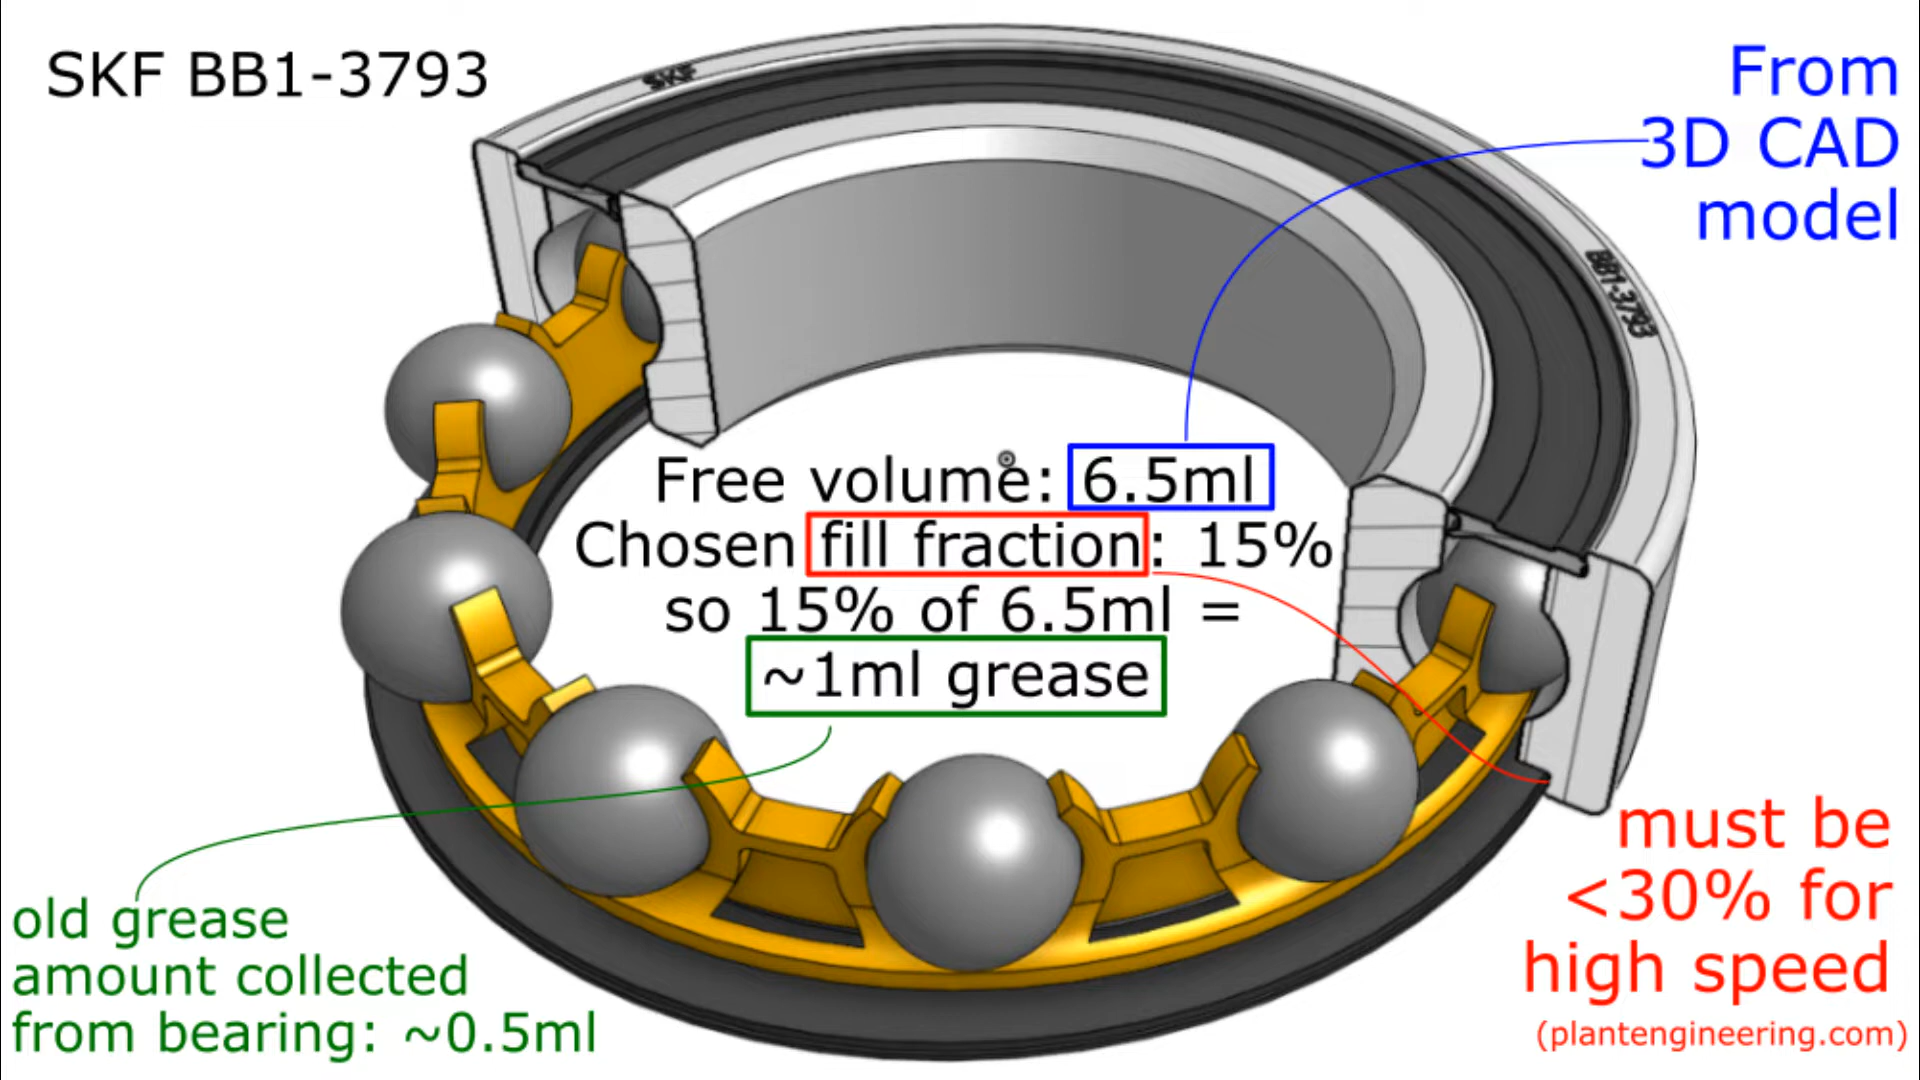 SKF BB1-3793
SKF
From
3D CAD
model
BB1-3793
Free volume: 6.5ml
Chosen fill fraction: 15%
so 15% of 6.5ml =
~1ml grease
must be
<30% for
high speed
(plantengineering.com)
old grease
amount collected
from bearing: ~0.5ml